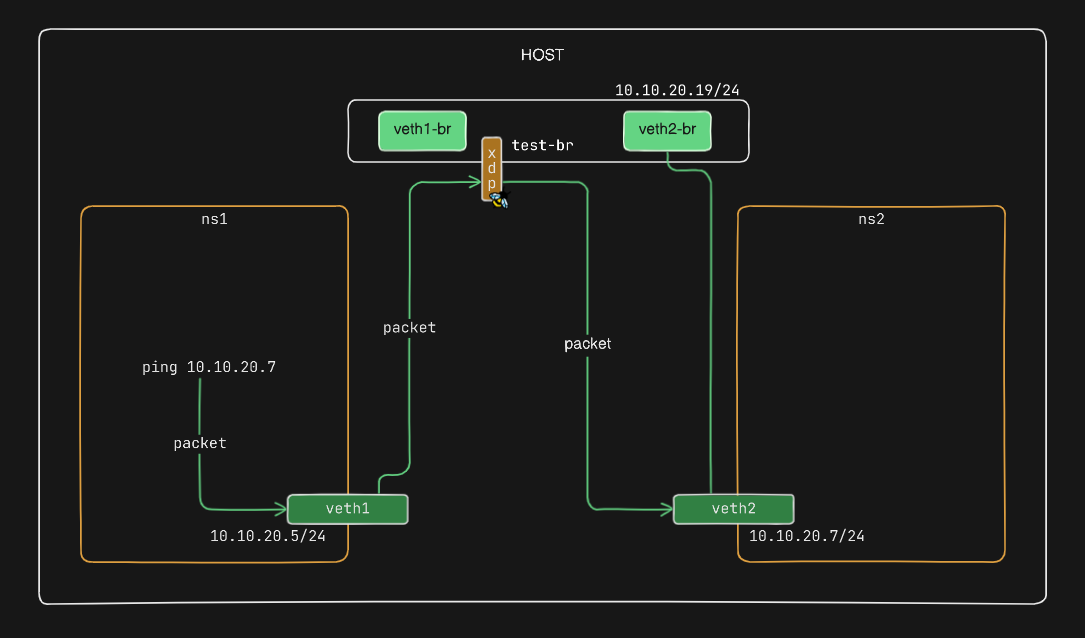 HOST
10.10.20.19/24
veth1-br
veth2-br
test-br
x
d
p
ns1
ns2
packet
packet
ping 10.10.20.7
packet
veth1
veth2
10.10.20.5/24
10.10.20.7/24